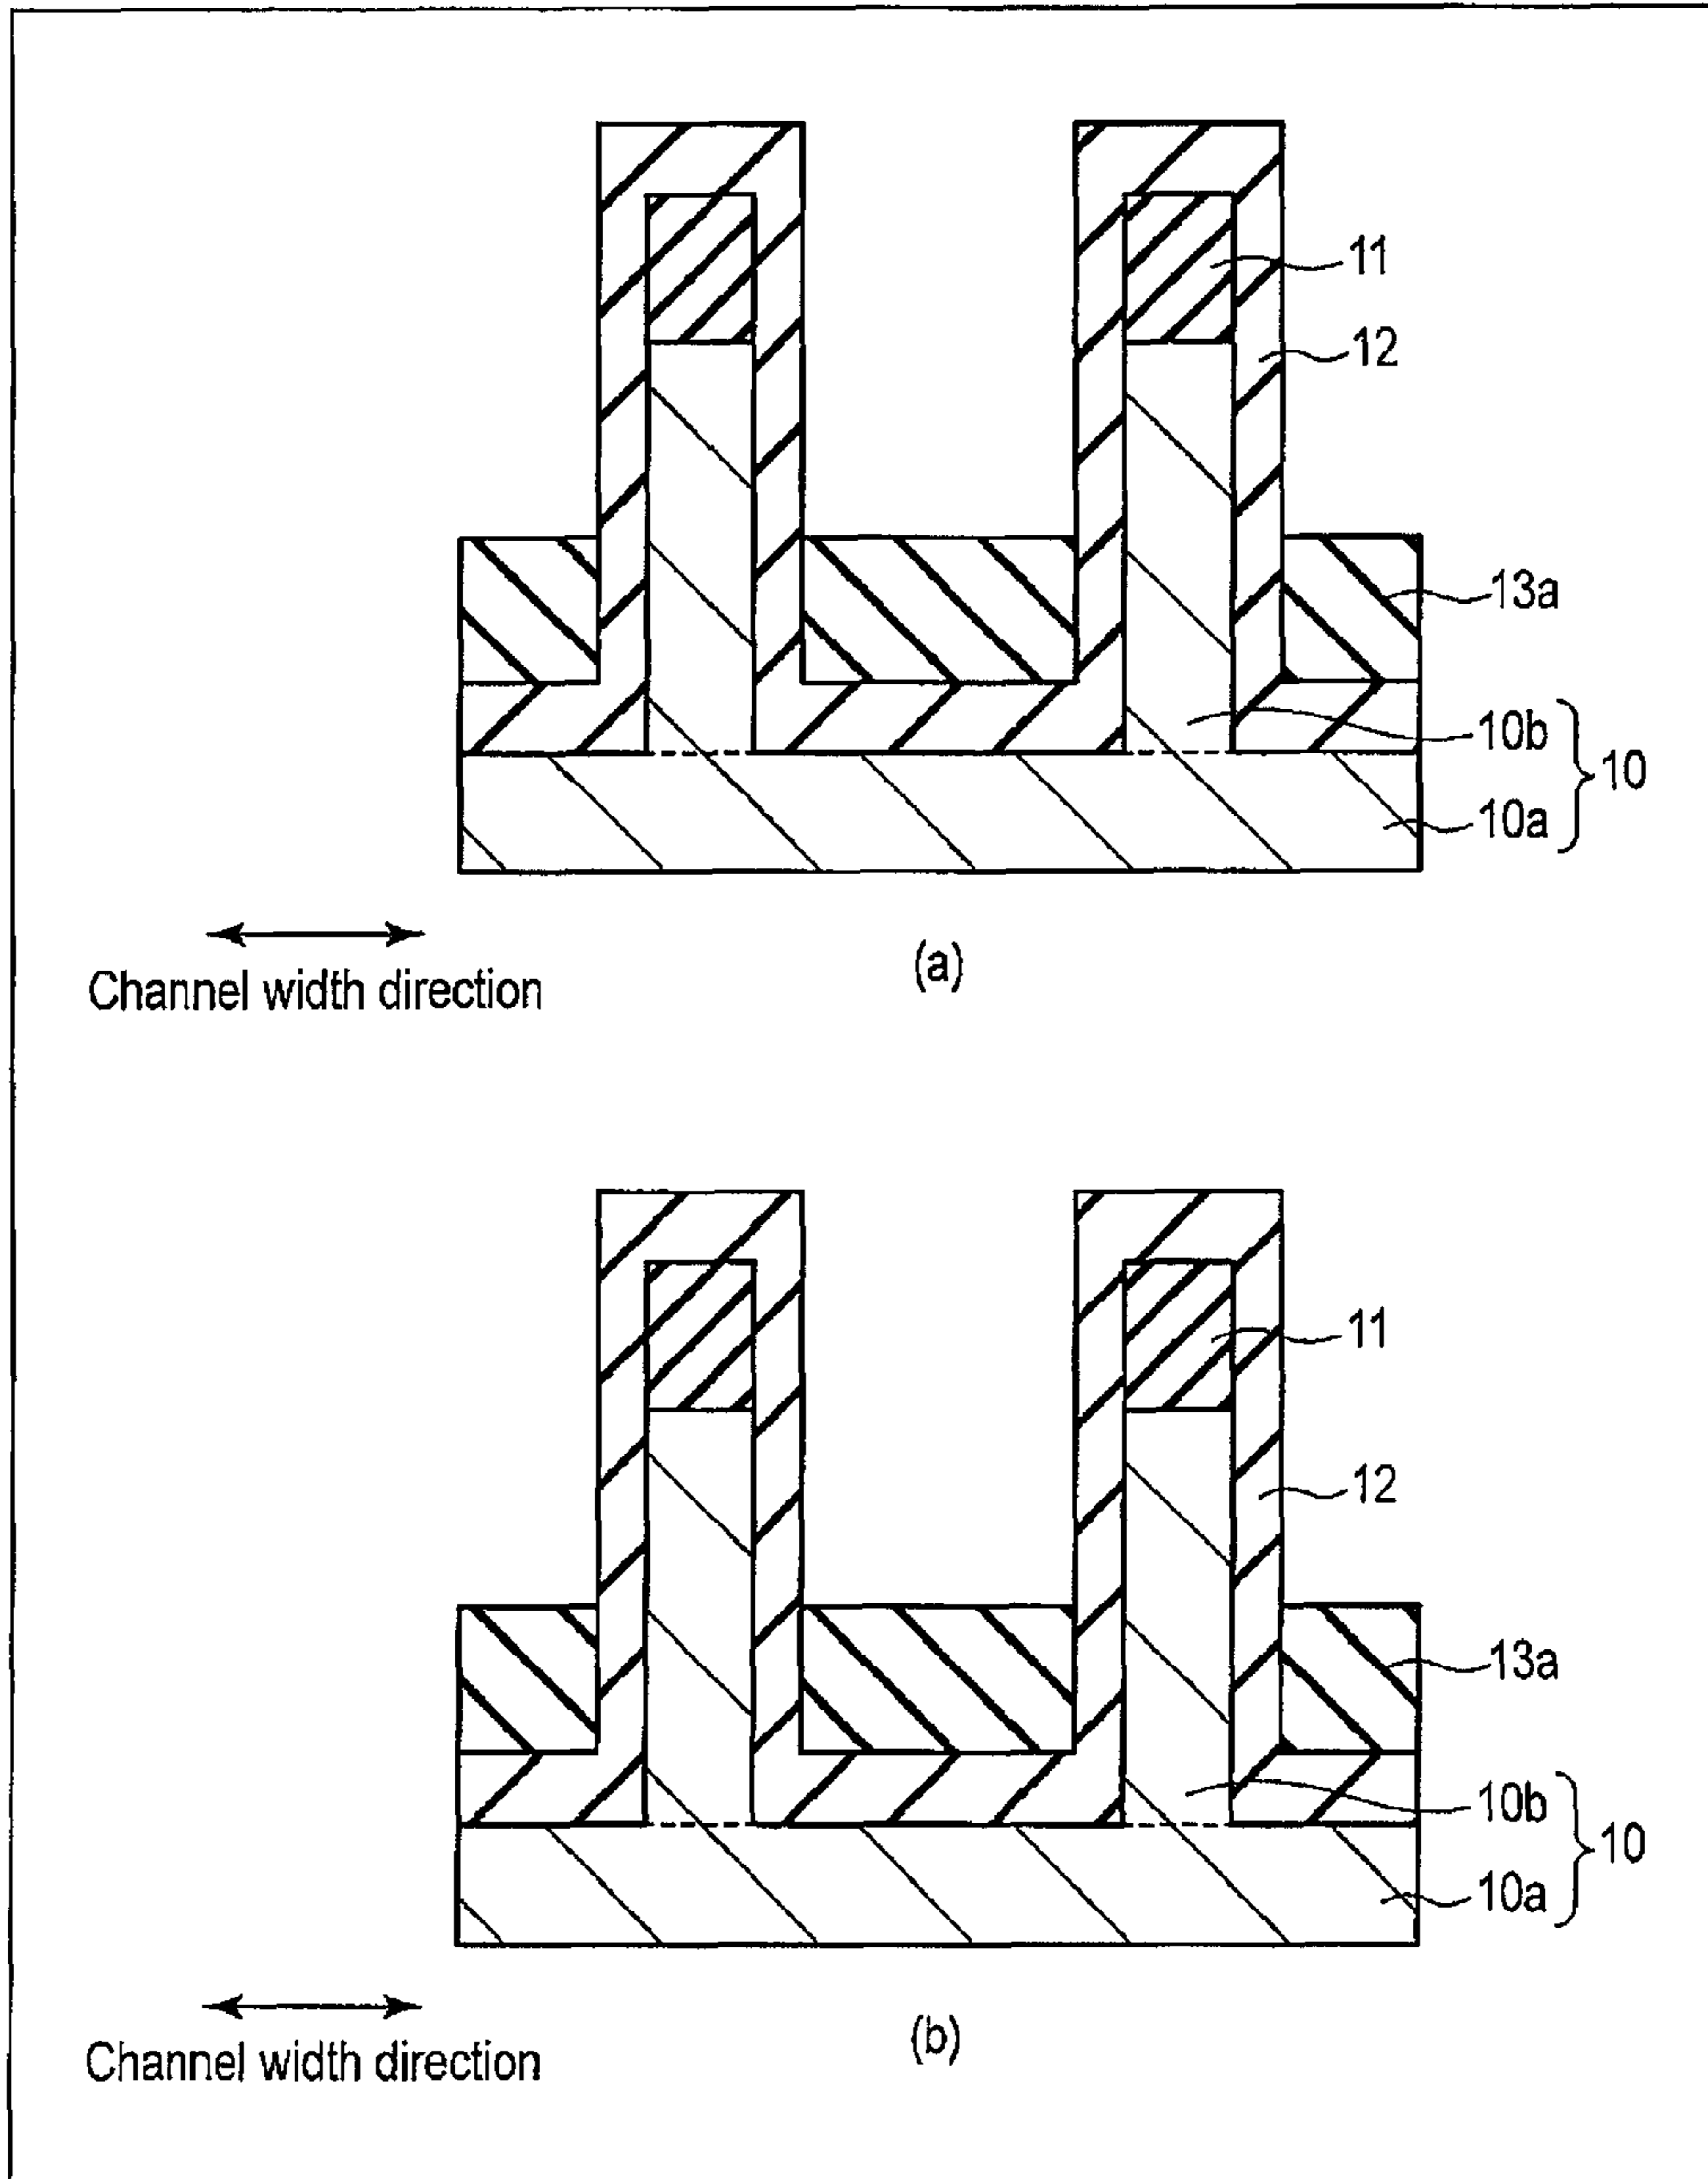 11
12
13a
10b
10
10a
Channel width direction
(a)
11
12
13a
10b
10
10a
Channel width direction
(b)